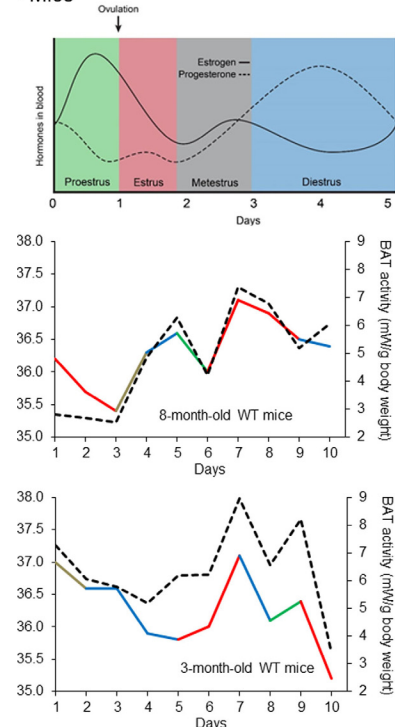 Mice
Ovulation
Hormones in blood
Estrogen
Progesterone
Proestrus Estrus Metestrus Diestrus
0 1 2 3 4 5
Days
38.0
37.5
37.0
36.5
36.0
35.5
35.0
9
8
7
6
5
4
3
2
BAT activity (mW/g body weight)
8-month-old WT mice
1 2 3 4 5 6 7 8 9 10
Days
38.0
37.5
37.0
36.5
36.0
35.5
35.0
9
8
7
6
5
4
3
2
BAT activity (mW/g body weight)
3-month-old WT mice
1 2 3 4 5 6 7 8 9 10
Days